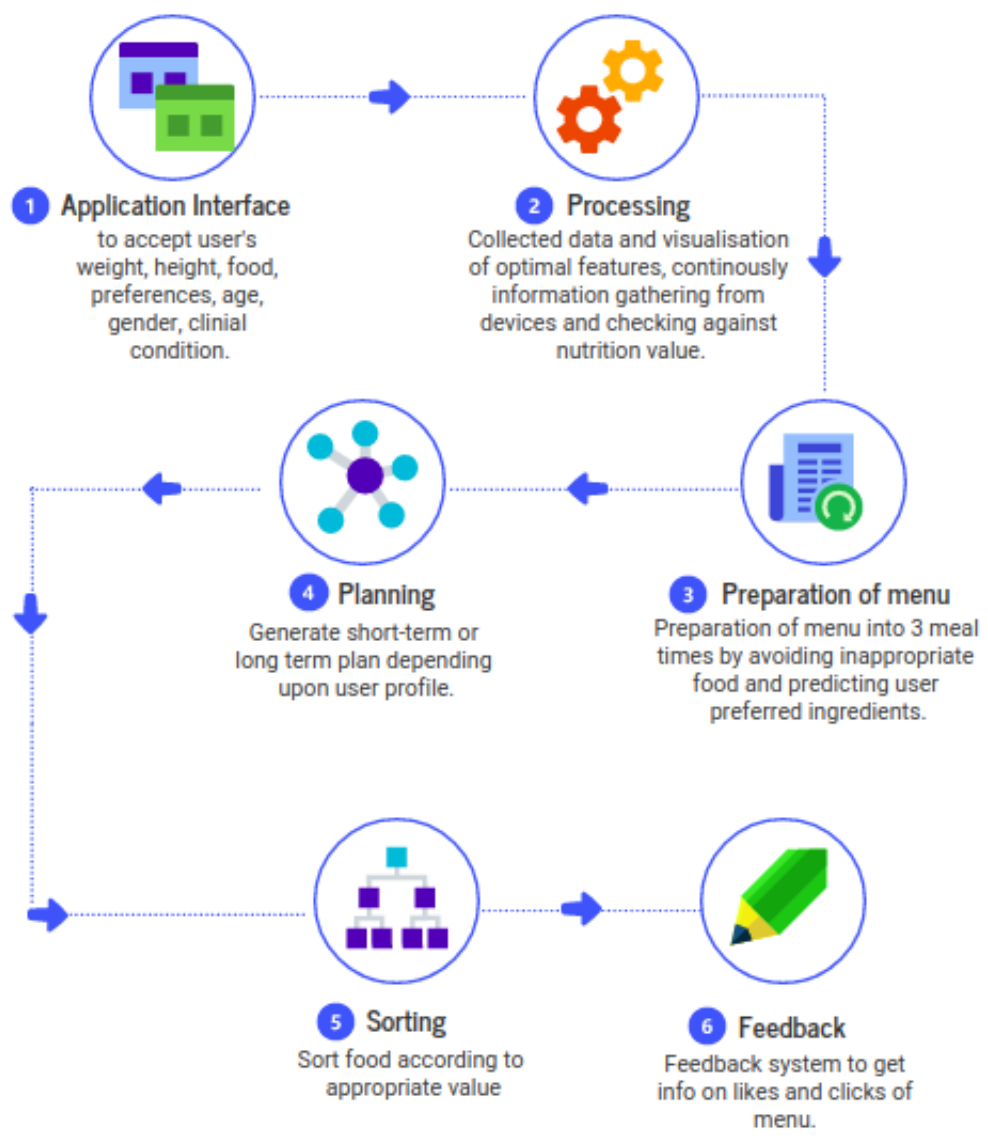 1 Application Interface
to accept user's
weight, height, food,
preferences, age,
gender, clinial
condition.
2 Processing
Collected data and visualisation
of optimal features, continously
information gathering from
devices and checking against
nutrition value.
3 Preparation of menu
Preparation of menu into 3 meal
times by avoiding inappropriate
food and predicting user
preferred ingredients.
4 Planning
Generate short-term or
long term plan depending
upon user profile.
5 Sorting
Sort food according to
appropriate value
6 Feedback
Feedback system to get
info on likes and clicks of
menu.